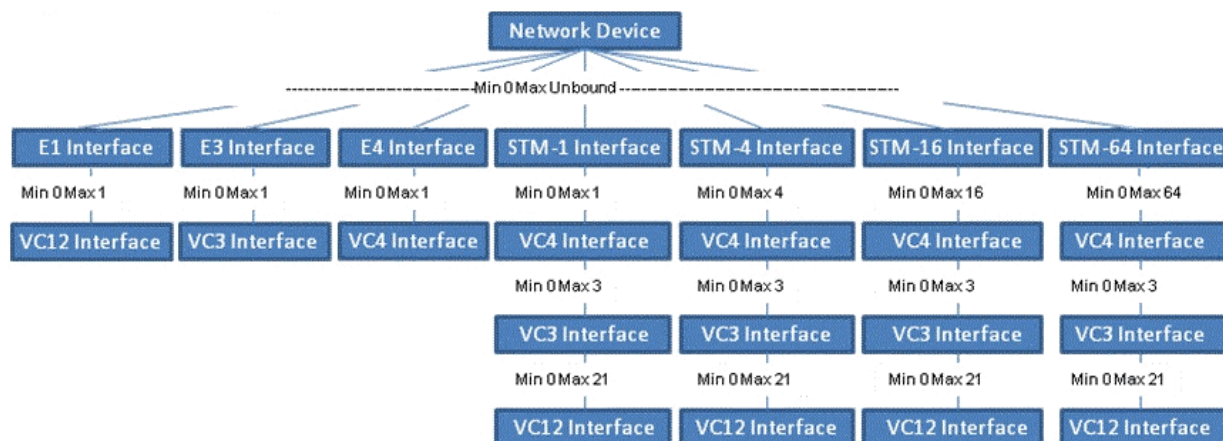 Network Device
Min 0 Max Unbound
E1 Interface E3 Interface E4 Interface STM-1 Interface STM-4 Interface STM-16 Interface STM-64 Interface
Min 0 Max 1 Min 0 Max 1 Min 0 Max 1 Min 0 Max 1 Min 0 Max 4 Min 0 Max 16 Min 0 Max 64
VC12 Interface VC3 Interface VC4 Interface VC4 Interface VC4 Interface VC4 Interface VC4 Interface
Min 0 Max 3 Min 0 Max 3 Min 0 Max 3 Min 0 Max 3
VC3 Interface VC3 Interface VC3 Interface VC3 Interface
Min 0 Max 21 Min 0 Max 21 Min 0 Max 21 Min 0 Max 21
VC12 Interface VC12 Interface VC12 Interface VC12 Interface